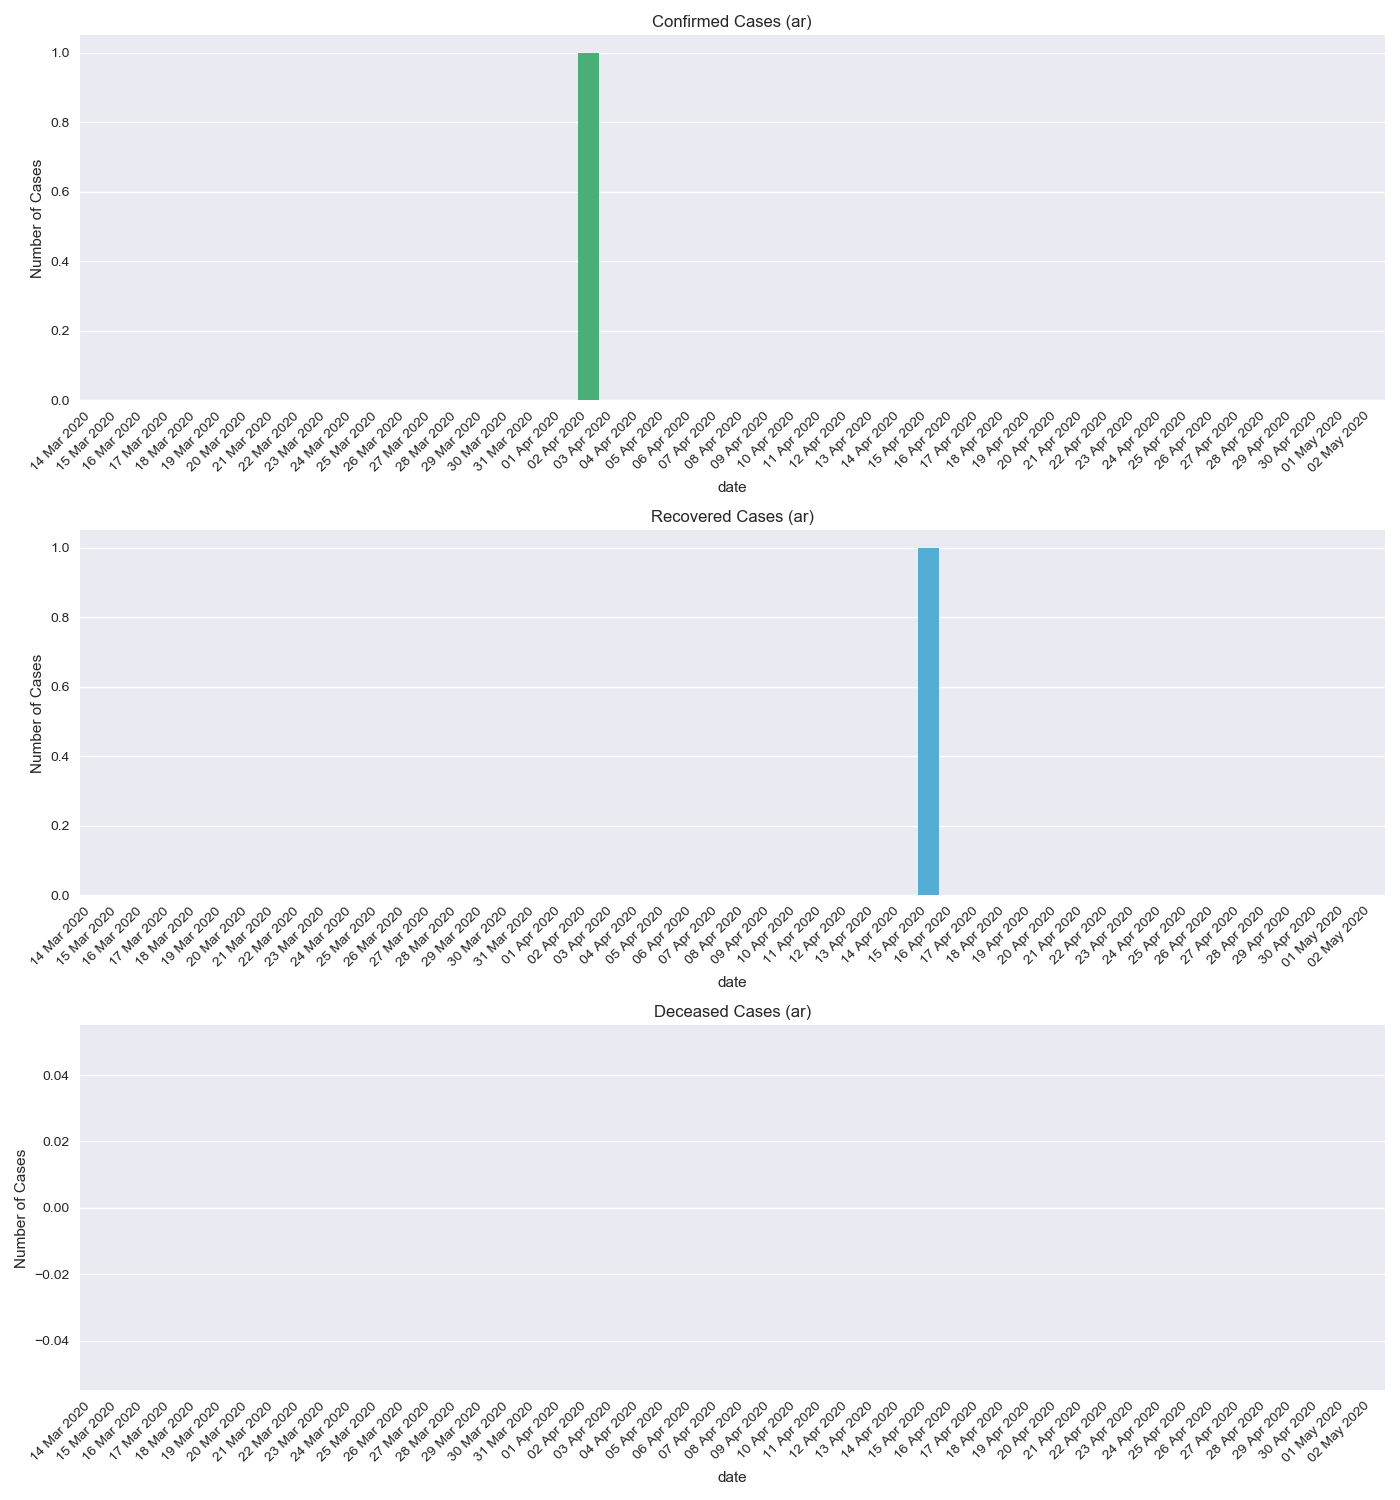 Confirmed Cases (ar)
1.0
0.8
0.6
0.4
0.2
0.0
Number of Cases
14 Mar 2020
15 Mar 2020
16 Mar 2020
17 Mar 2020
18 Mar 2020
19 Mar 2020
20 Mar 2020
21 Mar 2020
22 Mar 2020
23 Mar 2020
24 Mar 2020
25 Mar 2020
26 Mar 2020
27 Mar 2020
28 Mar 2020
29 Mar 2020
30 Mar 2020
31 Mar 2020
01 Apr 2020
02 Apr 2020
03 Apr 2020
04 Apr 2020
05 Apr 2020
06 Apr 2020
07 Apr 2020
08 Apr 2020
09 Apr 2020
10 Apr 2020
11 Apr 2020
12 Apr 2020
13 Apr 2020
14 Apr 2020
15 Apr 2020
16 Apr 2020
17 Apr 2020
18 Apr 2020
19 Apr 2020
20 Apr 2020
21 Apr 2020
22 Apr 2020
23 Apr 2020
24 Apr 2020
25 Apr 2020
26 Apr 2020
27 Apr 2020
28 Apr 2020
29 Apr 2020
30 Apr 2020
01 May 2020
02 May 2020
date
Recovered Cases (ar)
1.0
0.8
0.6
0.4
0.2
0.0
Number of Cases
14 Mar 2020
15 Mar 2020
16 Mar 2020
17 Mar 2020
18 Mar 2020
19 Mar 2020
20 Mar 2020
21 Mar 2020
22 Mar 2020
23 Mar 2020
24 Mar 2020
25 Mar 2020
26 Mar 2020
27 Mar 2020
28 Mar 2020
29 Mar 2020
30 Mar 2020
31 Mar 2020
01 Apr 2020
02 Apr 2020
03 Apr 2020
04 Apr 2020
05 Apr 2020
06 Apr 2020
07 Apr 2020
08 Apr 2020
09 Apr 2020
10 Apr 2020
11 Apr 2020
12 Apr 2020
13 Apr 2020
14 Apr 2020
15 Apr 2020
16 Apr 2020
17 Apr 2020
18 Apr 2020
19 Apr 2020
20 Apr 2020
21 Apr 2020
22 Apr 2020
23 Apr 2020
24 Apr 2020
25 Apr 2020
26 Apr 2020
27 Apr 2020
28 Apr 2020
29 Apr 2020
30 Apr 2020
01 May 2020
02 May 2020
date
Deceased Cases (ar)
0.04
0.02
0.00
−0.02
−0.04
Number of Cases
14 Mar 2020
15 Mar 2020
16 Mar 2020
17 Mar 2020
18 Mar 2020
19 Mar 2020
20 Mar 2020
21 Mar 2020
22 Mar 2020
23 Mar 2020
24 Mar 2020
25 Mar 2020
26 Mar 2020
27 Mar 2020
28 Mar 2020
29 Mar 2020
30 Mar 2020
31 Mar 2020
01 Apr 2020
02 Apr 2020
03 Apr 2020
04 Apr 2020
05 Apr 2020
06 Apr 2020
07 Apr 2020
08 Apr 2020
09 Apr 2020
10 Apr 2020
11 Apr 2020
12 Apr 2020
13 Apr 2020
14 Apr 2020
15 Apr 2020
16 Apr 2020
17 Apr 2020
18 Apr 2020
19 Apr 2020
20 Apr 2020
21 Apr 2020
22 Apr 2020
23 Apr 2020
24 Apr 2020
25 Apr 2020
26 Apr 2020
27 Apr 2020
28 Apr 2020
29 Apr 2020
30 Apr 2020
01 May 2020
02 May 2020
date